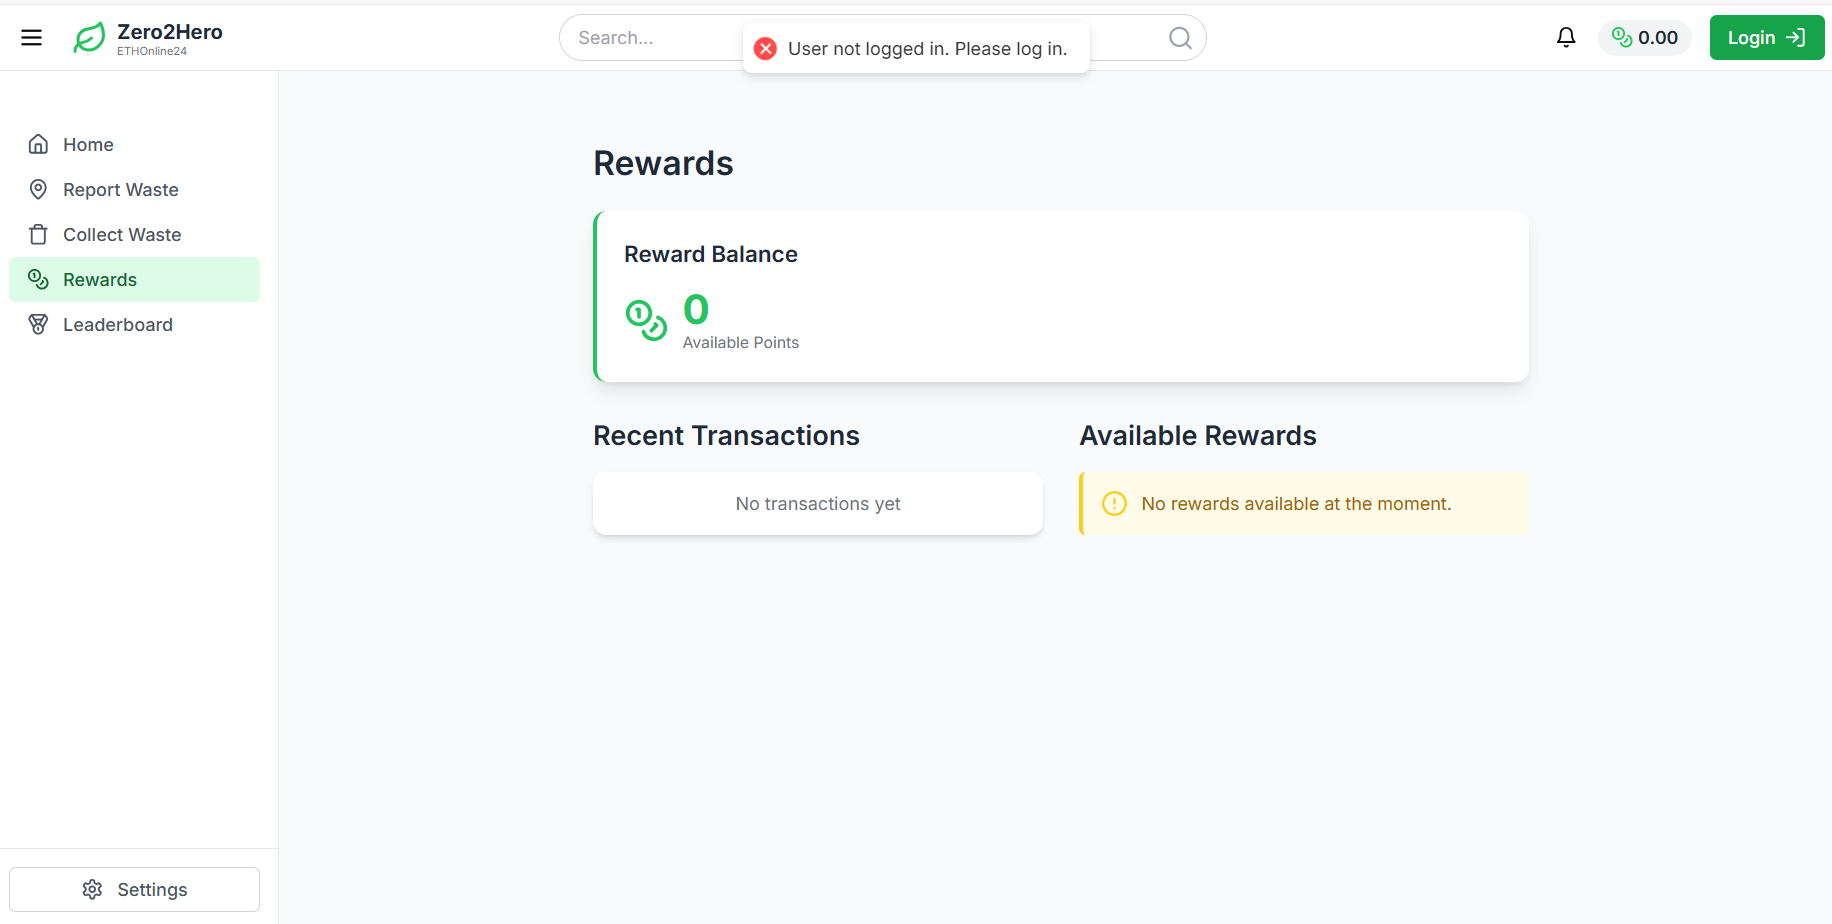 Zero2Hero
ETHOnline24
Search...
User not logged in. Please log in.
0.00
Login
Home
Report Waste
Collect Waste
Rewards
Leaderboard
Settings
Rewards
Reward Balance
0
Available Points
Recent Transactions
No transactions yet
Available Rewards
No rewards available at the moment.